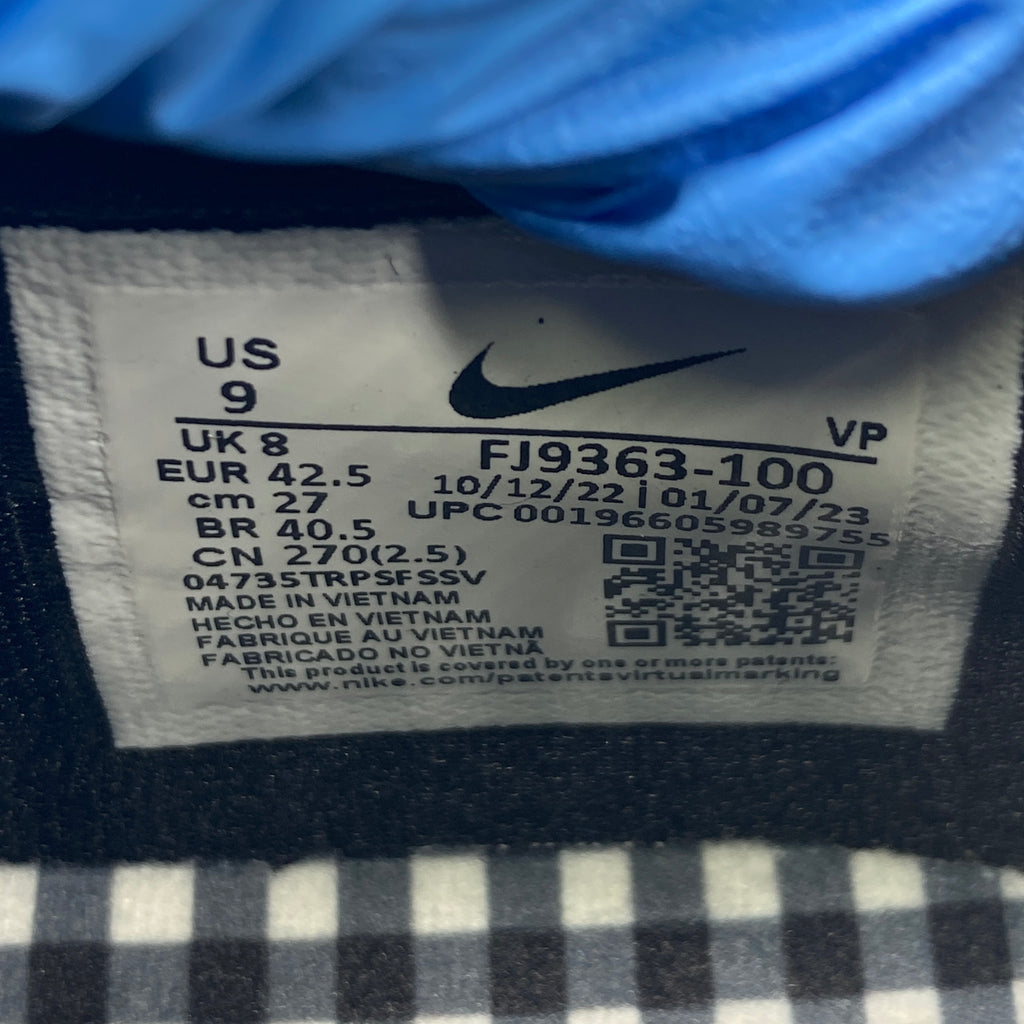 US
9
VP
UK 8
EUR 42.5
cm 27
BR 40.5
CN 270(2.5)
FJ9363-100
10/12/22 | 01/07/23
UPC 00196605989755
04735TRPSFSSV
MADE IN VIETNAM
HECHO EN VIETNAM
FABRIQUE AU VIETNAM
FABRICADO NO VIETNÃ
This product is covered by one or more patents:
www.nike.com/patentsvirtualmarking